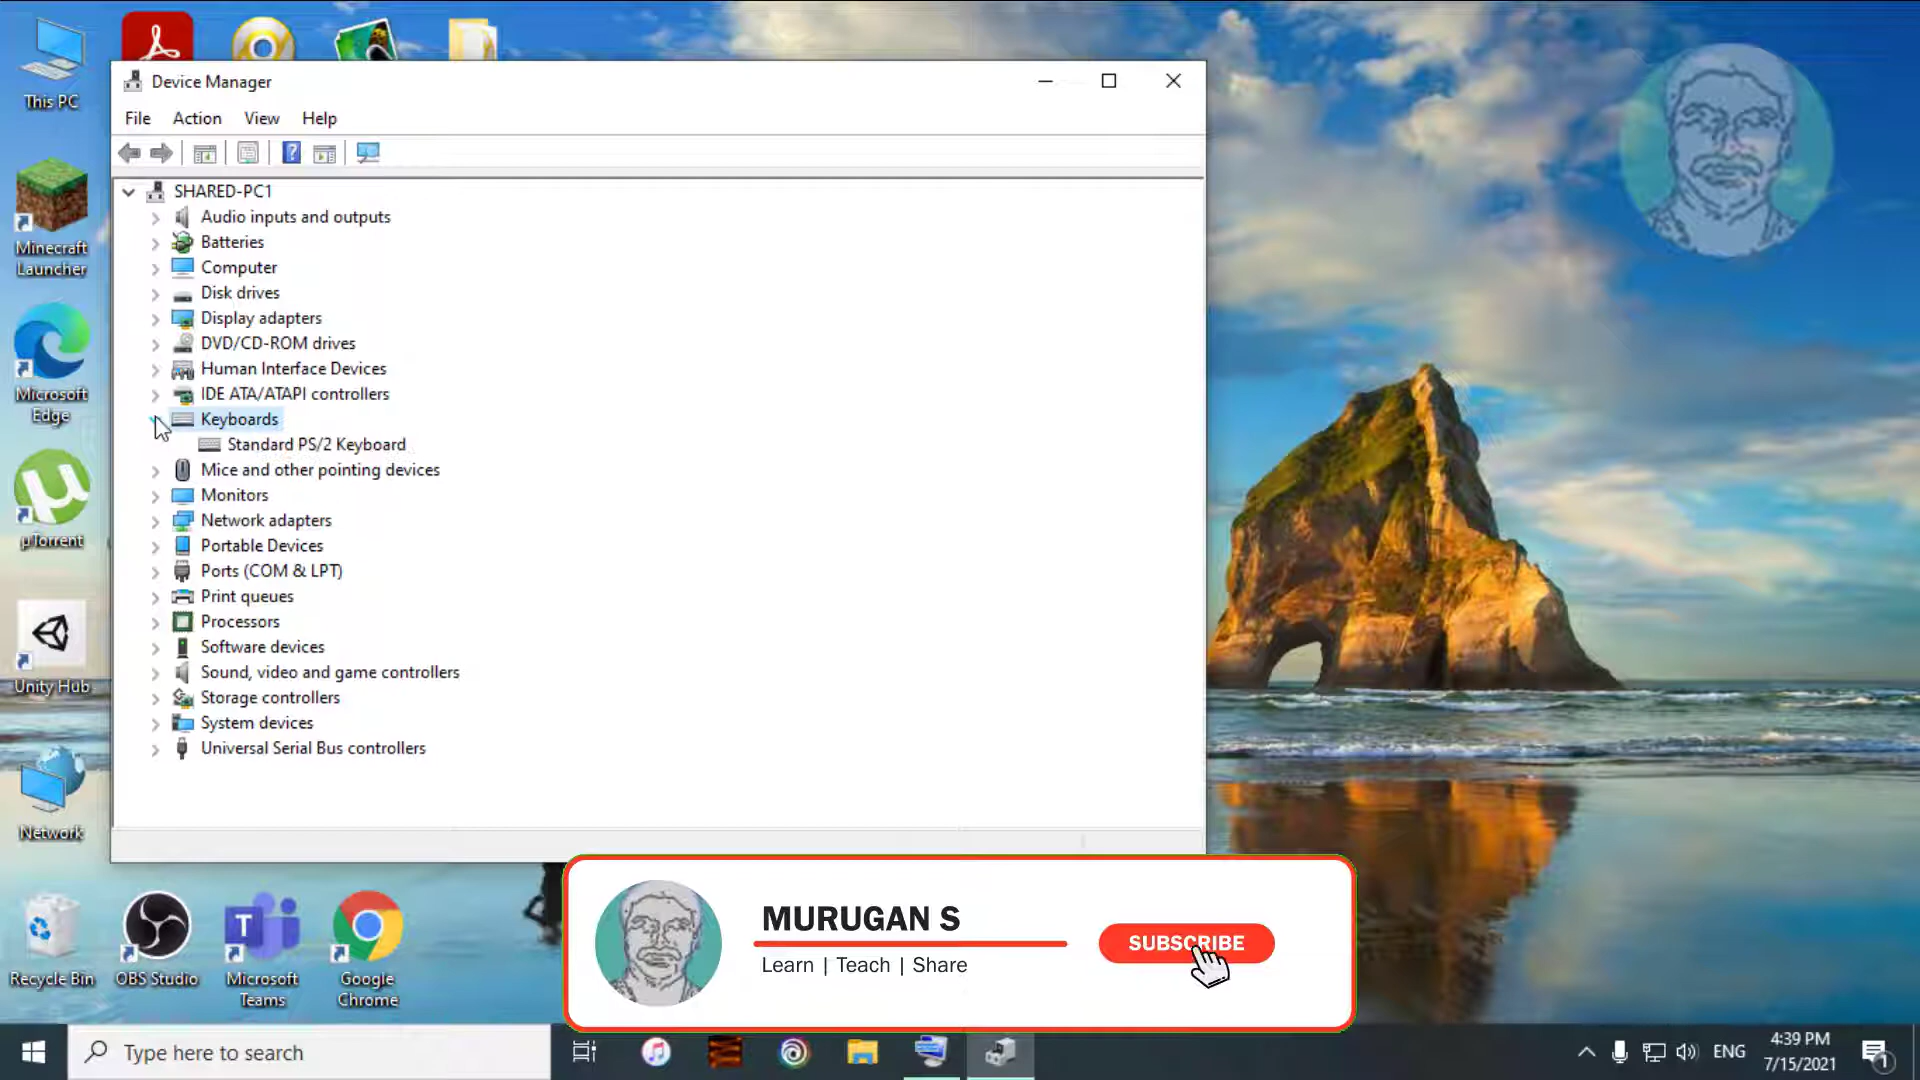 This PC
Minecraft
Launcher
Microsoft
Edge
µTorrent
Unity Hub
Network
Recycle Bin
OBS Studio
Microsoft
Teams
Google
Chrome
Device Manager
File Action View Help
SHARED-PC1
Audio inputs and outputs
Batteries
Computer
Disk drives
Display adapters
DVD/CD-ROM drives
Human Interface Devices
IDE ATA/ATAPI controllers
Keyboards
Standard PS/2 Keyboard
Mice and other pointing devices
Monitors
Network adapters
Portable Devices
Ports (COM & LPT)
Print queues
Processors
Software devices
Sound, video and game controllers
Storage controllers
System devices
Universal Serial Bus controllers
MURUGAN S
Learn | Teach | Share
SUBSCRIBE
Type here to search
ENG
4:39 PM
7/15/2021
1